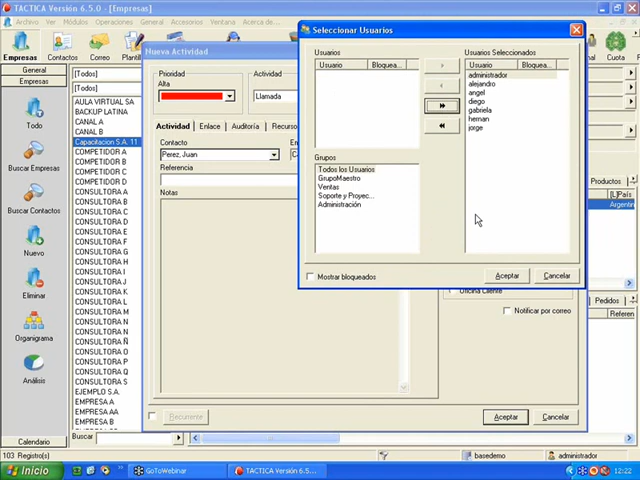 TACTICA Versión 6.5.0 - [Empresas]
Archivo Ver Módulos Operaciones General Accesorios Ventana Acerca de...
Empresas
Contactos
Correos
General
Empresas
Todo
Buscar Empresas
Buscar Contactos
Nuevo
Eliminar
Organigrama
Análisis
Calendario
[Todos]
[Todos]
AULA VIRTUAL SA
BACKUP LATINA
CANAL A
CANAL B
Capacitacion S.A. 11
COMPETIDOR A
COMPETIDOR B
COMPETIDOR C
COMPETIDOR D
CONSULTORA
CONSULTORA A
CONSULTORA B
CONSULTORA C
CONSULTORA D
CONSULTORA E
CONSULTORA F
CONSULTORA G
CONSULTORA H
CONSULTORA I
CONSULTORA J
CONSULTORA K
CONSULTORA L
CONSULTORA M
CONSULTORA N
CONSULTORA Ñ
CONSULTORA O
CONSULTORA P
CONSULTORA Q
EJEMPLO S.A.
EMPRESA A
EMPRESA AA
EMPRESA B
Buscar
103 Registro(s)
basedemo
administrador
Nueva Actividad
Prioridad
Alta
Actividad
Llamada
Actividad Enlace Auditoría Recurso
Contacto
Perez, Juan
Referencia
Notas
Recurrente
Oficina Cliente
Notificar por correo
Aceptar
Cancelar
Seleccionar Usuarios
Usuarios
Usuario Bloquea...
Usuarios Seleccionados
Usuario Bloquea...
administrador
alejandro
angel
diego
gabriela
hernan
jorge
Grupos
Todos los Usuarios
GrupoMaestro
Ventas
Soporte y Proyec...
Administración
Mostrar bloqueados
Aceptar
Cancelar
Cuota
Productos
[L]País
Argentin
Pedidos
Referen
Inicio
GoToWebinar
TACTICA Versión 6.5...
12:22